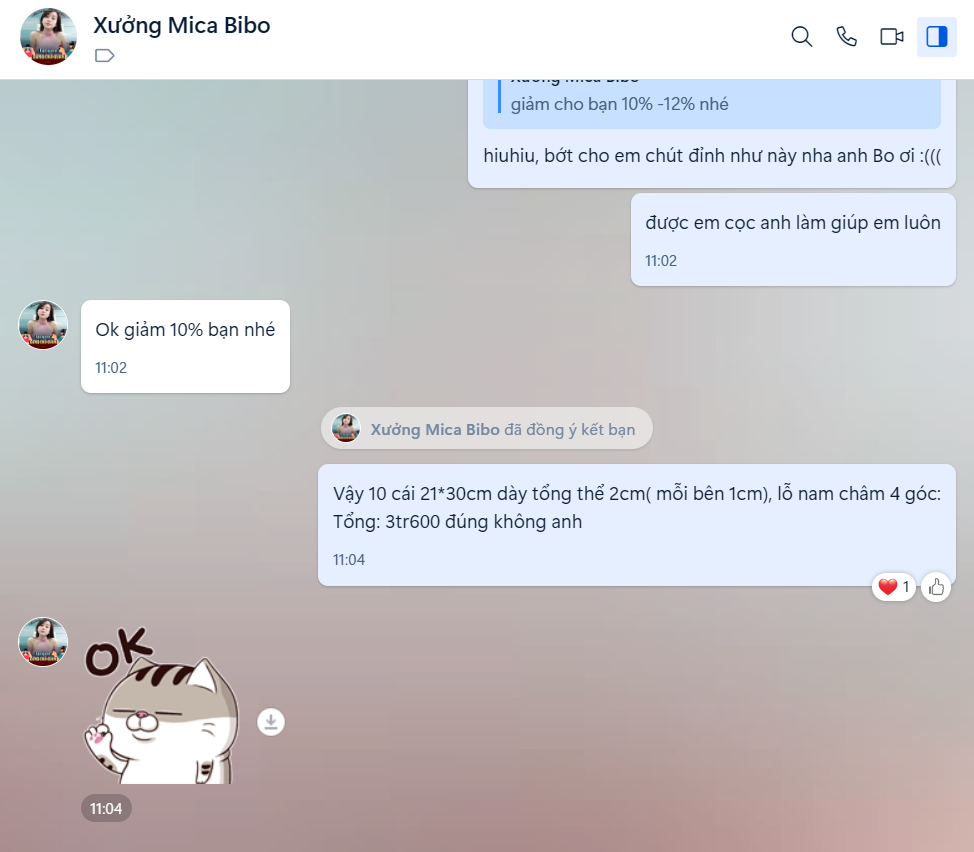 Xưởng Mica Bibo
Xưởng Mica Bibo
giảm cho bạn 10% -12% nhé
hiuhiu, bớt cho em chút đỉnh như này nha anh Bo ơi :(((
được em cọc anh làm giúp em luôn
11:02
Ok giảm 10% bạn nhé
11:02
Xưởng Mica Bibo đã đồng ý kết bạn
Vậy 10 cái 21*30cm dày tổng thể 2cm( mỗi bên 1cm), lỗ nam châm 4 góc:
Tổng: 3tr600 đúng không anh
11:04
1
OK
11:04